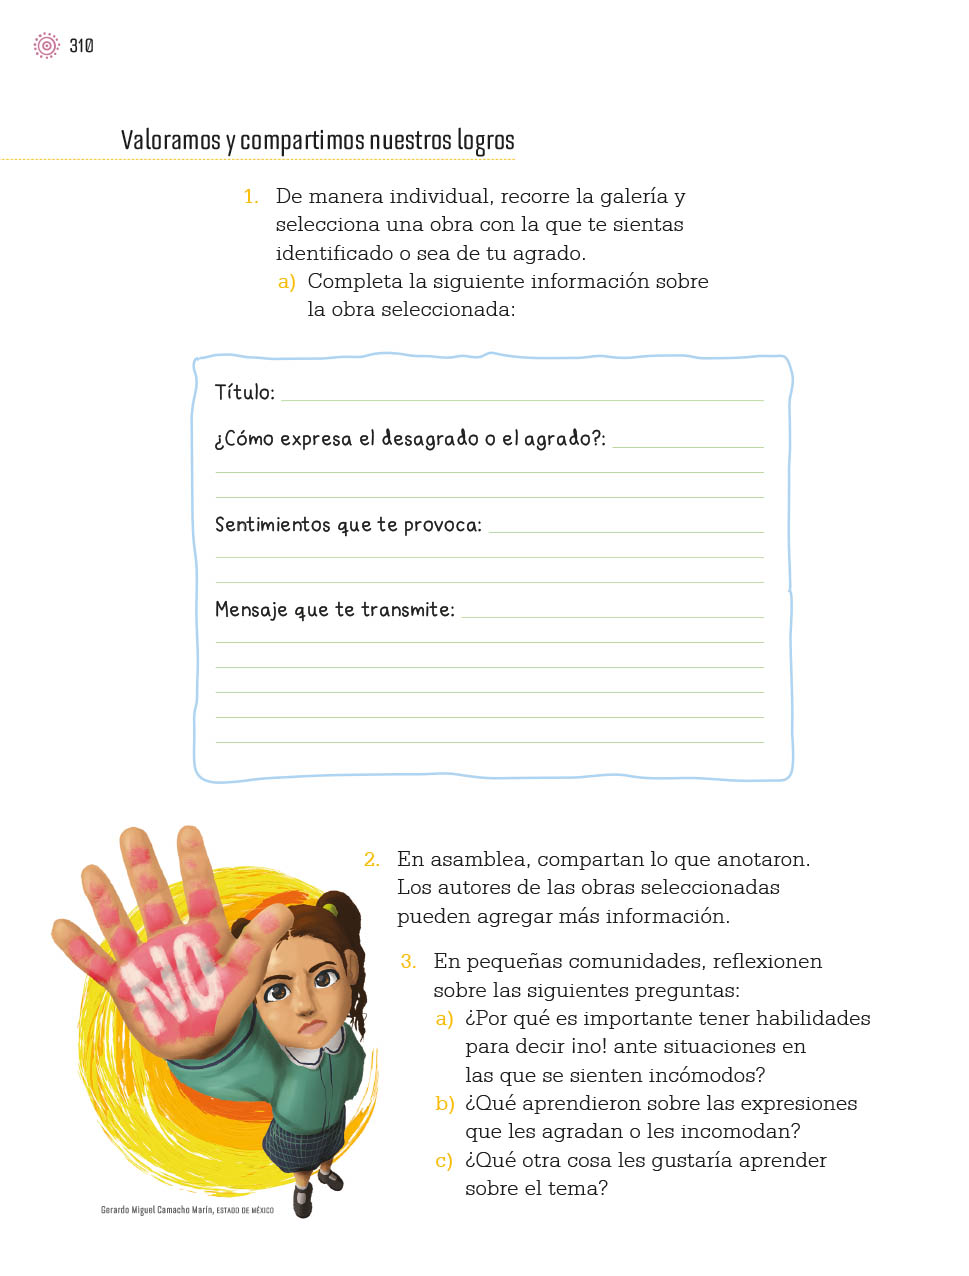 310
Valoramos y compartimos nuestros logros
1. De manera individual, recorre la galería y
selecciona una obra con la que te sientas
identificado o sea de tu agrado.
a) Completa la siguiente información sobre
la obra seleccionada:
Título:
¿Cómo expresa el desagrado o el agrado?:
Sentimientos que te provoca:
Mensaje que te transmite:
NO
2. En asamblea, compartan lo que anotaron.
Los autores de las obras seleccionadas
pueden agregar más información.
3. En pequeñas comunidades, reflexionen
sobre las siguientes preguntas:
a) ¿Por qué es importante tener habilidades
para decir ¡no! ante situaciones en
las que se sienten incómodos?
b) ¿Qué aprendieron sobre las expresiones
que les agradan o les incomodan?
c) ¿Qué otra cosa les gustaría aprender
sobre el tema?
Gerardo Miguel Camacho Marín, ESTADO DE MÉXICO